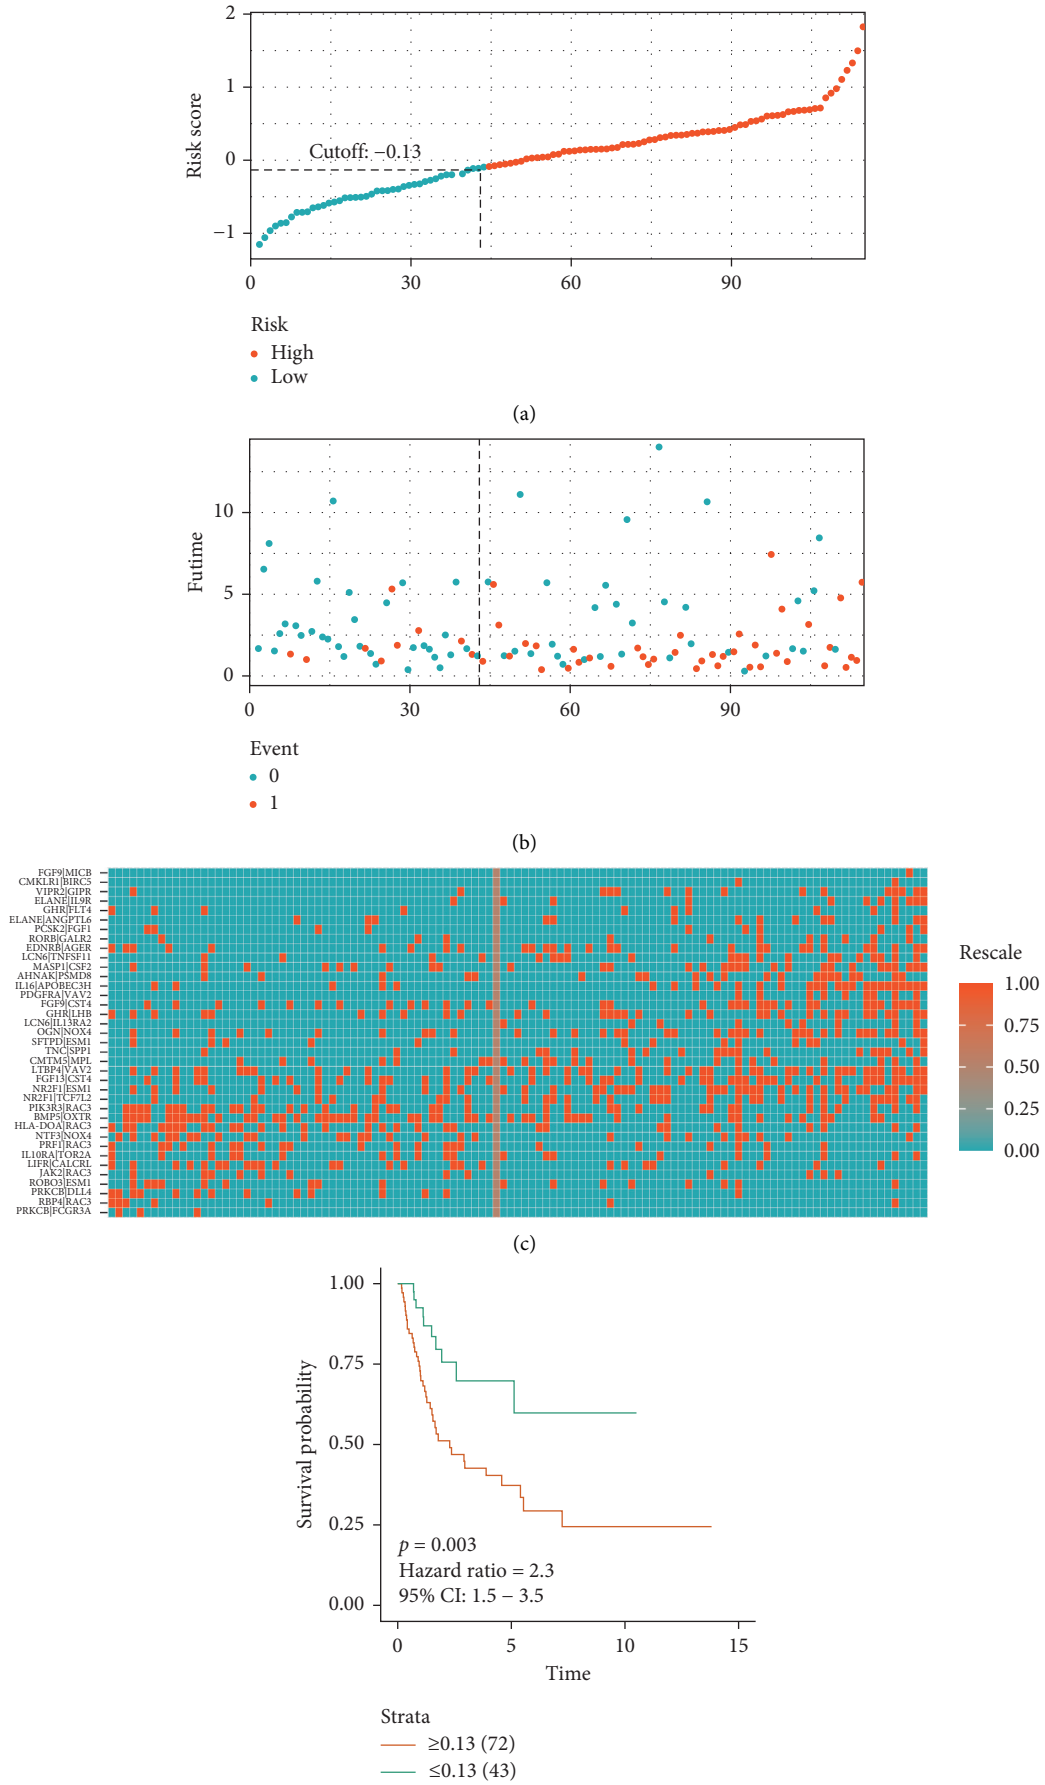 2
1
0
−1
Risk score
Cutoff: −0.13
0
30
60
90
Risk
High
Low
(a)
10
5
0
Futime
0
30
60
90
Event
0
1
(b)
FGF9|MICB
CMKLR1|BIRC5
VIPR2|GIPR
ELANE|IL9R
GHR|FLT4
ELANE|ANGPTL6
PCSK2|FGF1
RORB|GALR2
EDNRB|AGER
LCN6|TNFSF11
MASP1|CSF2
AHNAK|PSMD8
IL16|APOBEC3H
PDGFRA|VAV2
FGF9|CST4
GHR|LHB
LCN6|IL13RA2
OGN|NOX4
SFTPD|ESM1
TNC|SPP1
CMTM5|MPL
LTBP4|VAV2
FGF13|CST4
NR2F1|ESM1
NR2F1|TCF7L2
PIK3R3|RAC3
BMP5|OXTR
HLA-DOA|RAC3
NTF3|NOX4
PRF1|RAC3
IL10RA|TOR2A
LIFR|CALCRL
JAK2|RAC3
ROBO3|ESM1
PRKCB|DLL4
RBP4|RAC3
PRKCB|FCGR3A
Rescale
1.00
0.75
0.50
0.25
0.00
(c)
1.00
0.75
0.50
0.25
0.00
Survival probability
p = 0.003
Hazard ratio = 2.3
95% CI: 1.5 − 3.5
0
5
10
15
Time
Strata
≥0.13 (72)
≤0.13 (43)